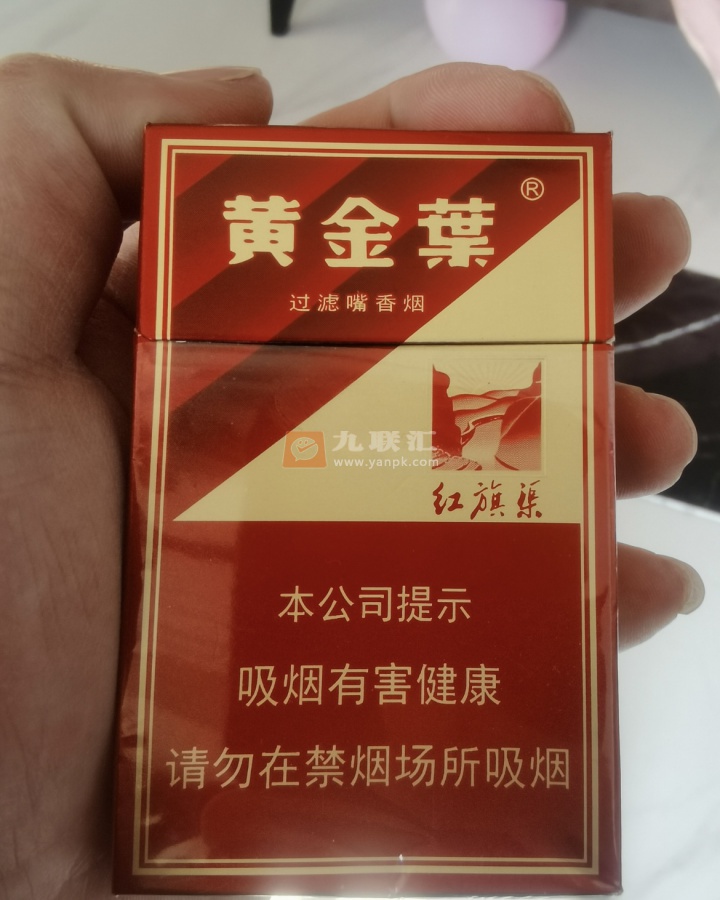 黄金葉®
过滤嘴香烟
九联汇
www.yanpk.com
红旗渠
本公司提示
吸烟有害健康
请勿在禁烟场所吸烟